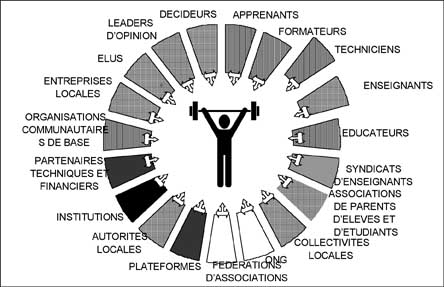 DECIDEURS
APPRENANTS
FORMATEURS
TECHNICIENS
ENSEIGNANTS
EDUCATEURS
SYNDICATS
D'ENSEIGNANTS
ASSOCIATIONS
DE PARENTS
D'ELEVES ET
D'ETUDIANTS
COLLECTIVITES
LOCALES
ONG
FEDERATIONS
D'ASSOCIATIONS
PLATEFORMES
AUTORITES
LOCALES
INSTITUTIONS
PARTENAIRES
TECHNIQUES ET
FINANCIERS
ORGANISATIONS
COMMUNAUTAIRE
S DE BASE
ENTREPRISES
LOCALES
ELUS
LEADERS
D'OPINION